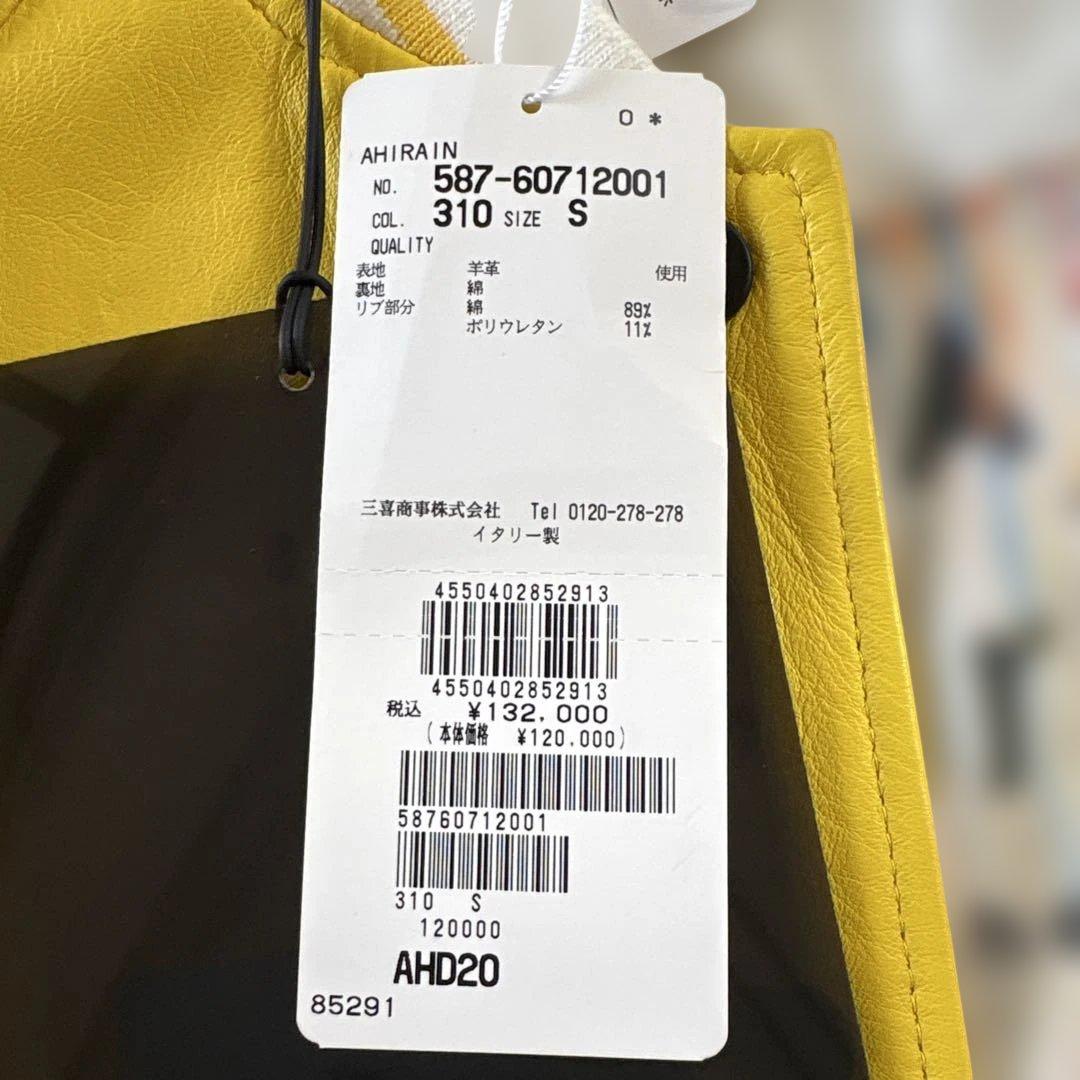 O *
AHIRAIN
NO. 587-60712001
COL. 310 SIZE S
QUALITY
表地 羊革 使用
裏地 綿
リブ部分 綿 89%
ポリウレタン 11%
三喜商事株式会社 Tel 0120-278-278
イタリー製
4550402852913
4550402852913
税込 ¥132,000
(本体価格 ¥120,000)
58760712001
310 S
120000
AHD20
85291